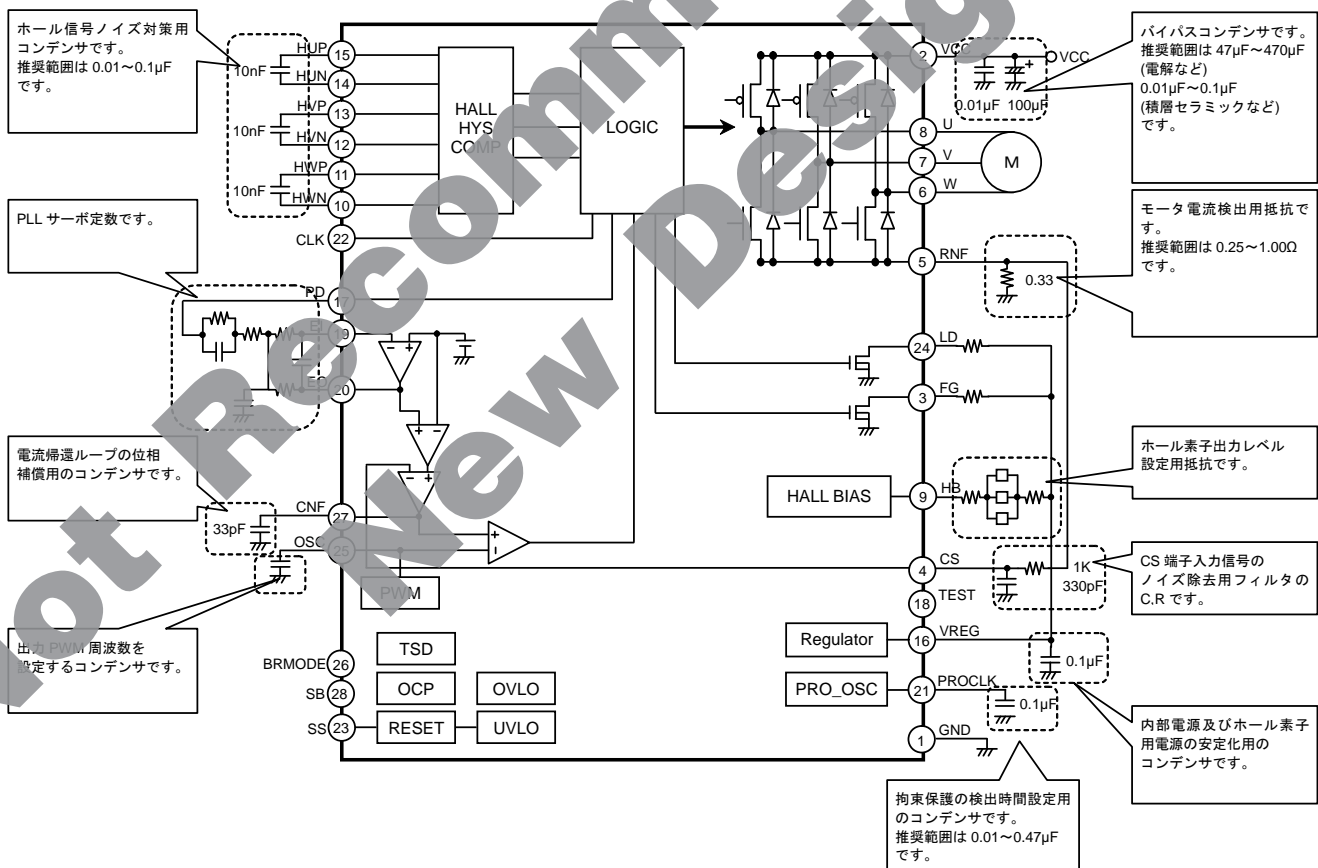 ホール信号ノイズ対策用
コンデンサです。
推奨範囲は 0.01～0.1µF
です。
PLL サーボ定数です。
電流帰還ループの位相
補償用のコンデンサです。
出力 PWM 周波数を
設定するコンデンサです。
HUP
15
10nF
HUN
14
HVP
13
10nF
HVN
12
HWP
11
10nF
HWN
10
CLK
22
PD
17
EI
19
EO
20
CNF
27
33pF
OSC
25
PWM
BRMODE
26
SB
28
SS
23
TSD
OCP
OVLO
RESET
UVLO
HALL
HYS
COMP
LOGIC
2
VCC
VCC
0.01µF
100µF
+
8
U
7
V
M
6
W
5
RNF
0.33
24
LD
3
FG
HALL BIAS
9
HB
4
CS
1K
330pF
18
TEST
Regulator
16
VREG
0.1µF
PRO_OSC
21
PROCLK
0.1µF
1
GND
バイパスコンデンサです。
推奨範囲は 47µF～470µF
(電解など)
0.01µF～0.1µF
(積層セラミックなど)
です。
モータ電流検出用抵抗で
す。
推奨範囲は 0.25～1.00Ω
です。
ホール素子出力レベル
設定用抵抗です。
CS 端子入力信号の
ノイズ除去用フィルタの
C,R です。
内部電源及びホール素子
用電源の安定化用の
コンデンサです。
拘束保護の検出時間設定用
のコンデンサです。
推奨範囲は 0.01～0.47µF
です。
Not Recom
New Desig